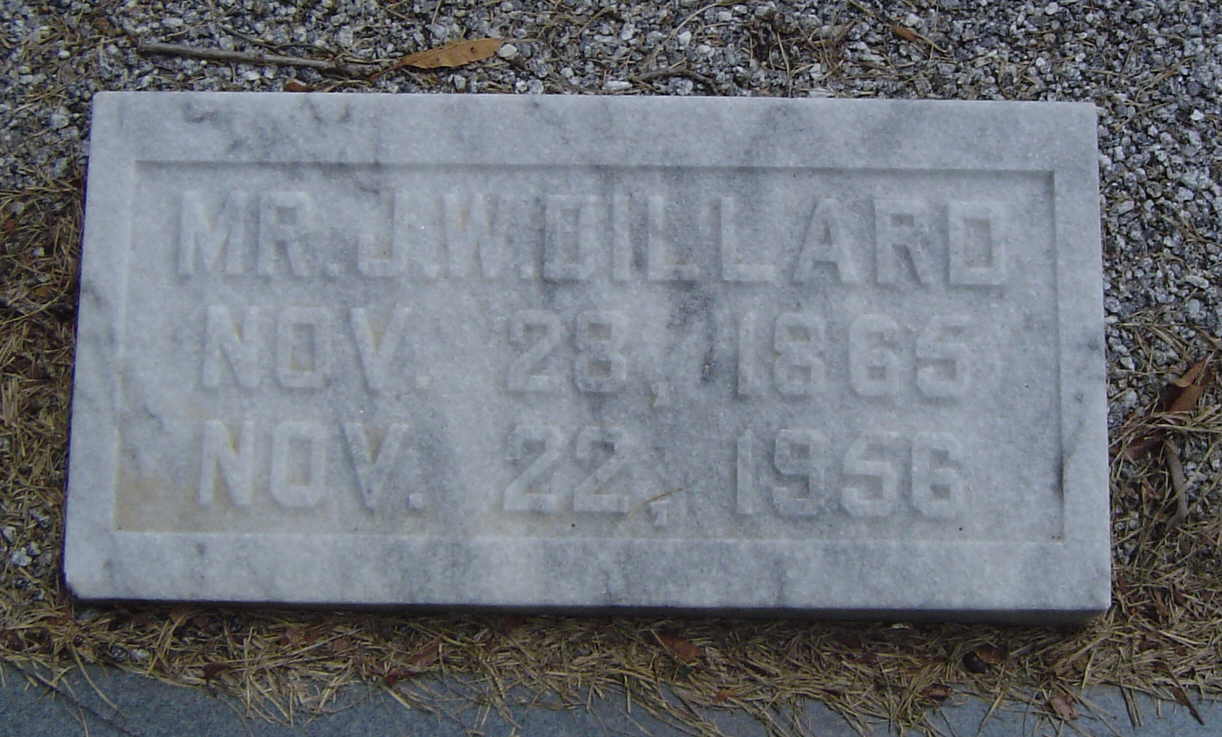 MR. J.W. DILLARD
NOV. 28, 1865
NOV. 22, 1956